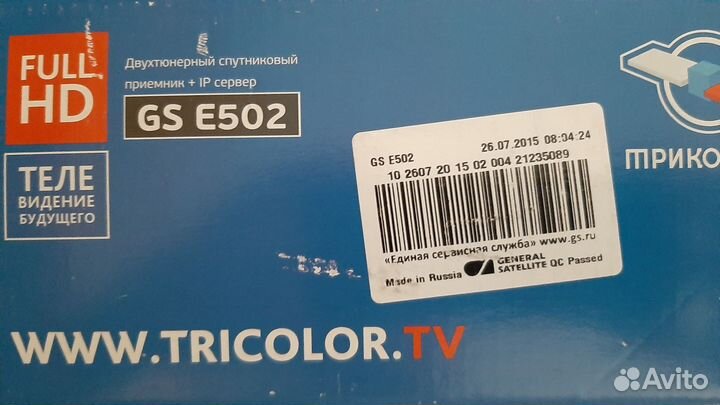 FULL
HD
Двухтюнерный спутниковый
приемник + IP сервер
GS E502
ТЕЛЕ
ВИДЕНИЕ
БУДУЩЕГО
GS E502 26.07.2015 08:04:24
10 2607 20 15 02 004 21235089
«Единая сервисная служба» www.gs.ru
Made in Russia GENERAL
SATELLITE QC Passed
ТРИКО
WWW.TRICOLOR.TV
Avito